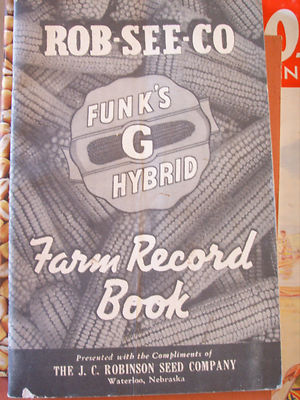 ROB-SEE-CO
FUNK'S
G
HYBRID
Farm Record
Book
Presented with the Compliments of
THE J. C. ROBINSON SEED COMPANY
Waterloo, Nebraska